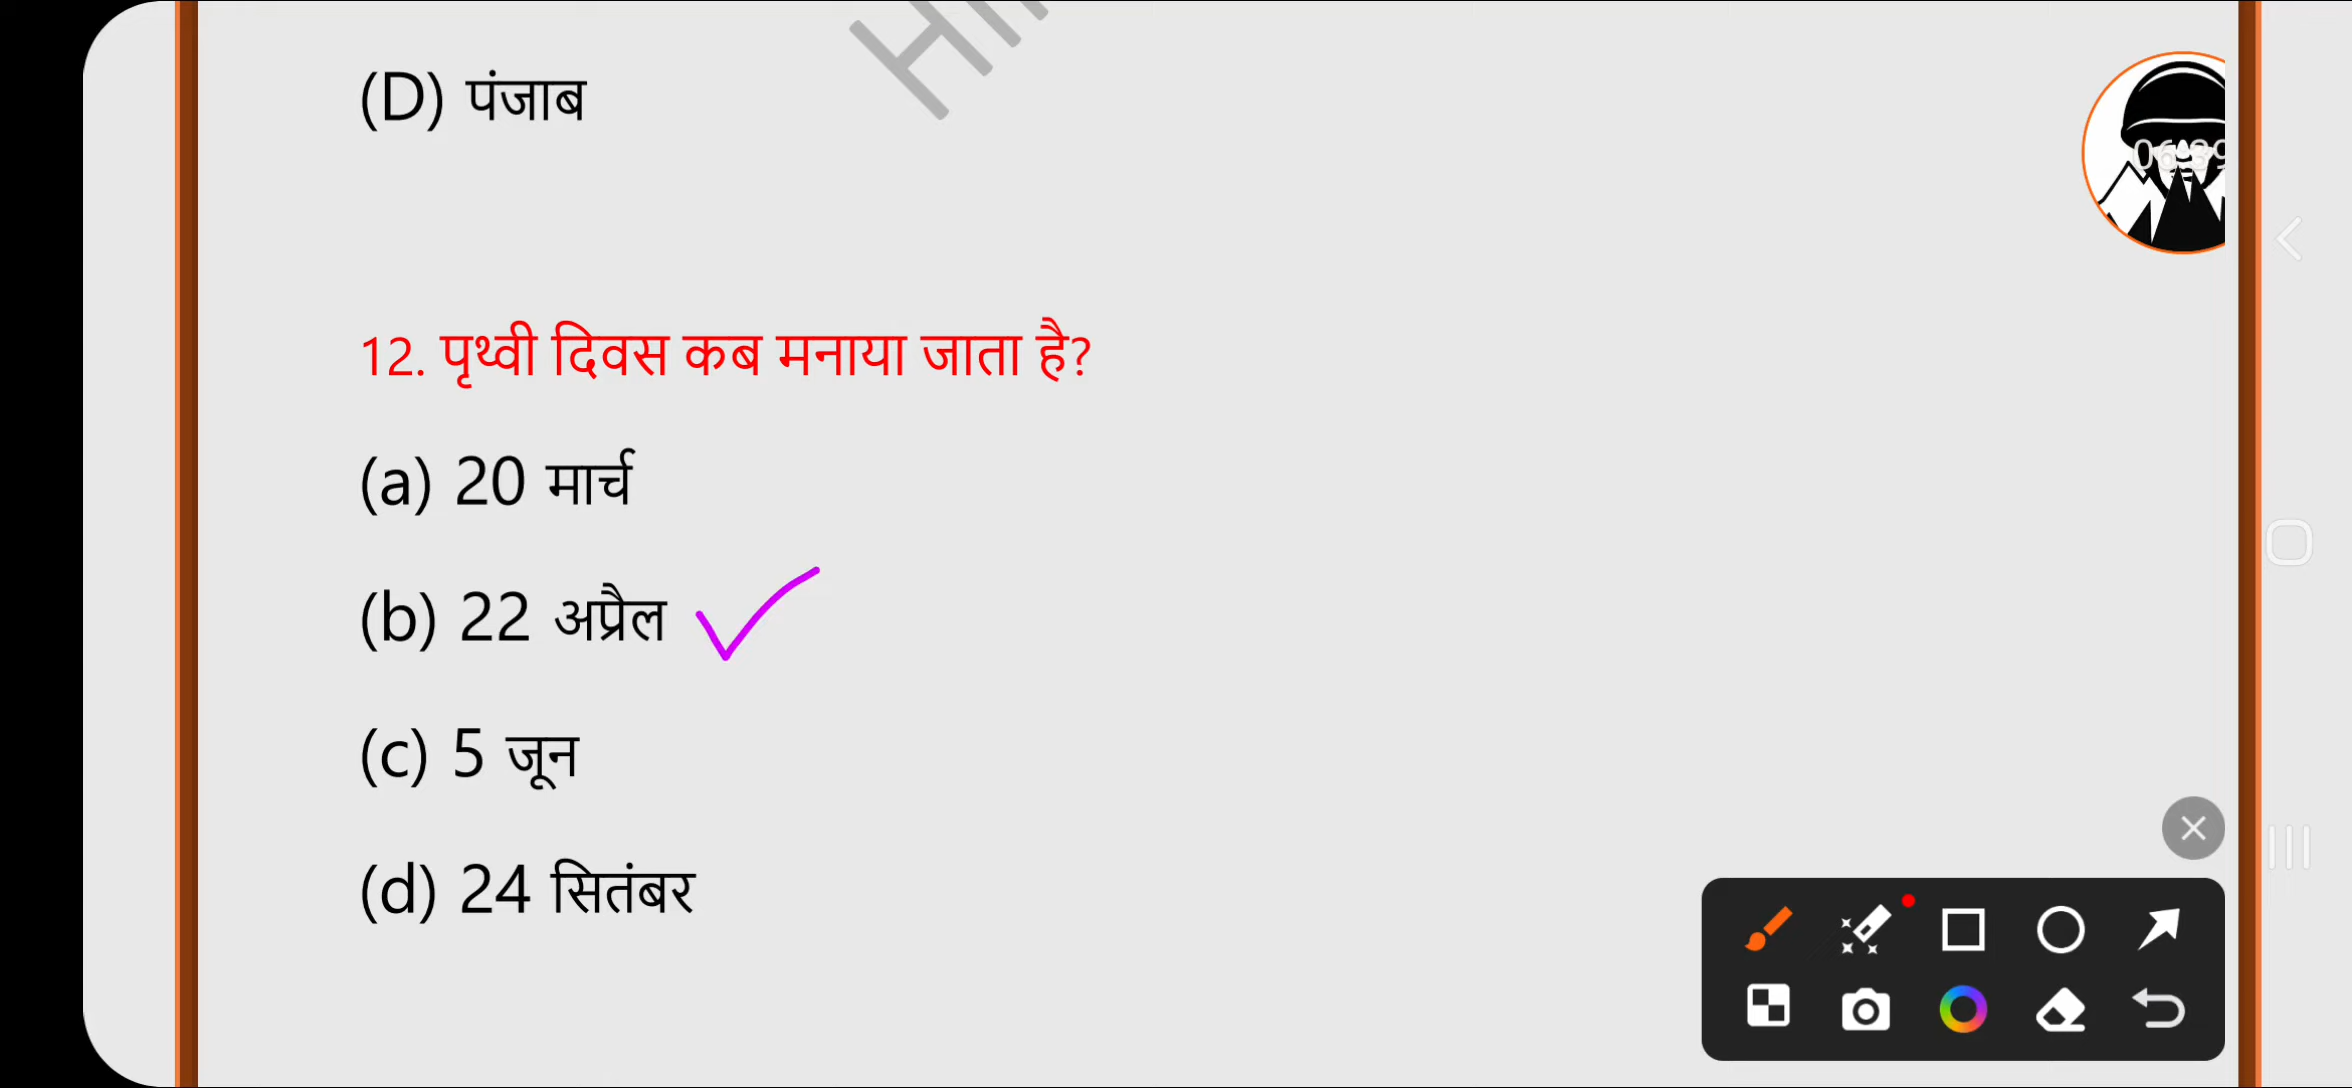 (D) पंजाब
12. पृथ्वी दिवस कब मनाया जाता है?
(a) 20 मार्च
(b) 22 अप्रैल
(c) 5 जून
(d) 24 सितंबर